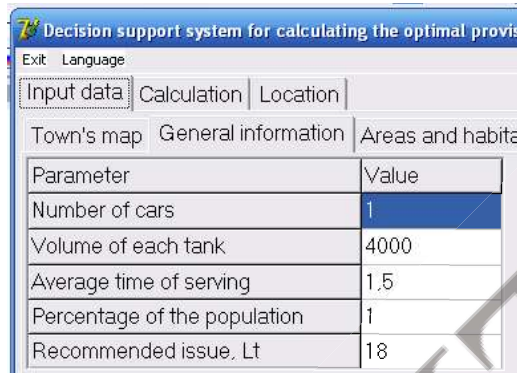 Decision support system for calculating the optimal
Exit Language
Input data Calculation Location
Town's map General information Areas and
Parameter Value
Number of cars 1
Volume of each tank 4000
Average time of serving 1,5
Percentage of the population 1
Recommended issue, Lt 18